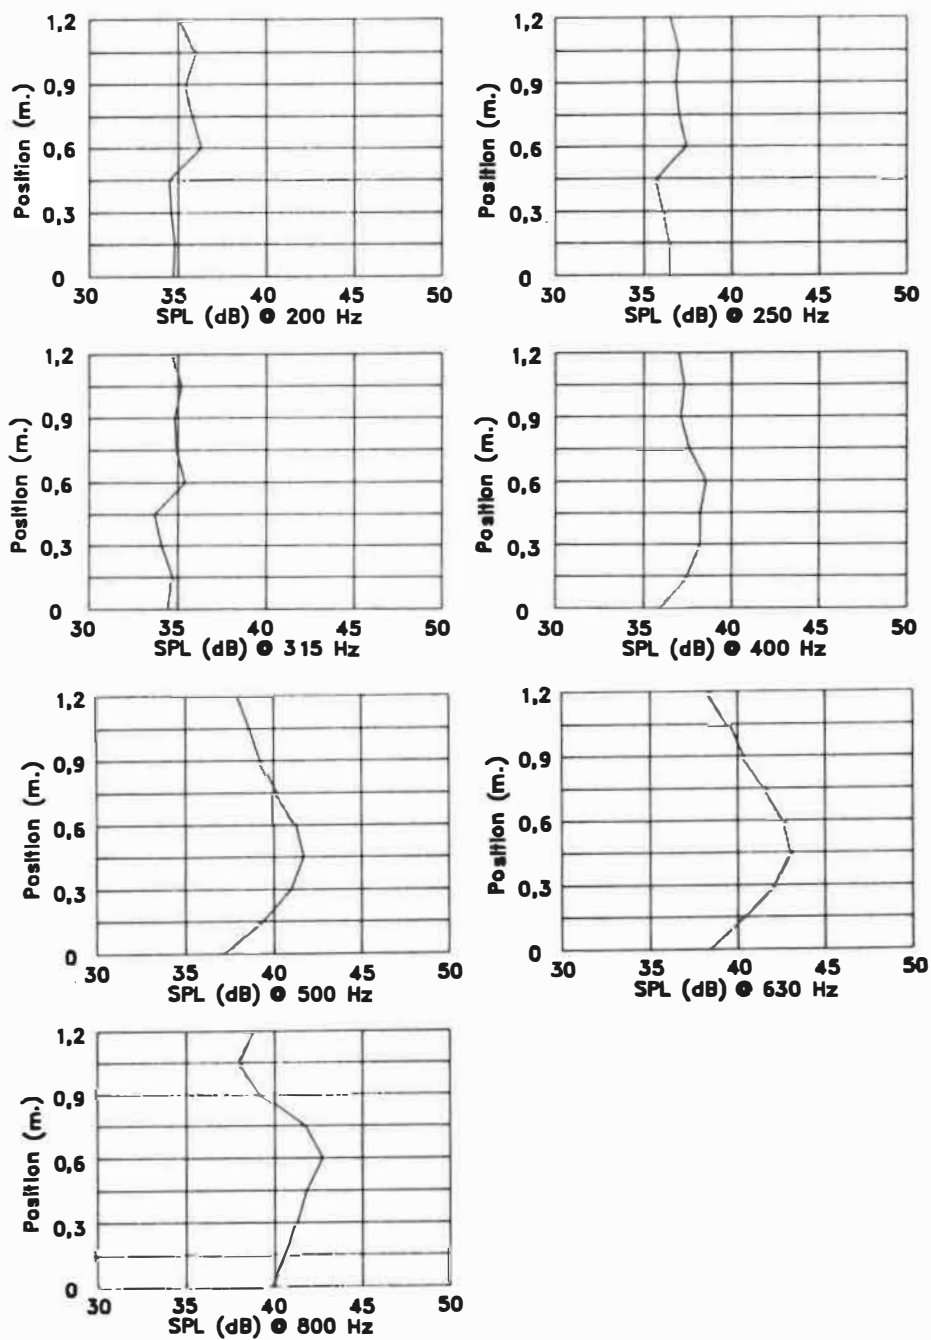 1,2
0,9
0,6
0,3
0
Position (m.)
30 35 40 45 50
SPL (dB) @ 200 Hz
1,2
0,9
0,6
0,3
0
Position (m.)
30 35 40 45 50
SPL (dB) @ 250 Hz
1,2
0,9
0,6
0,3
0
Position (m.)
30 35 40 45 50
SPL (dB) @ 315 Hz
1,2
0,9
0,6
0,3
0
Position (m.)
30 35 40 45 50
SPL (dB) @ 400 Hz
1,2
0,9
0,6
0,3
0
Position (m.)
30 35 40 45 50
SPL (dB) @ 500 Hz
1,2
0,9
0,6
0,3
0
Position (m.)
30 35 40 45 50
SPL (dB) @ 630 Hz
1,2
0,9
0,6
0,3
0
Position (m.)
30 35 40 45 50
SPL (dB) @ 800 Hz